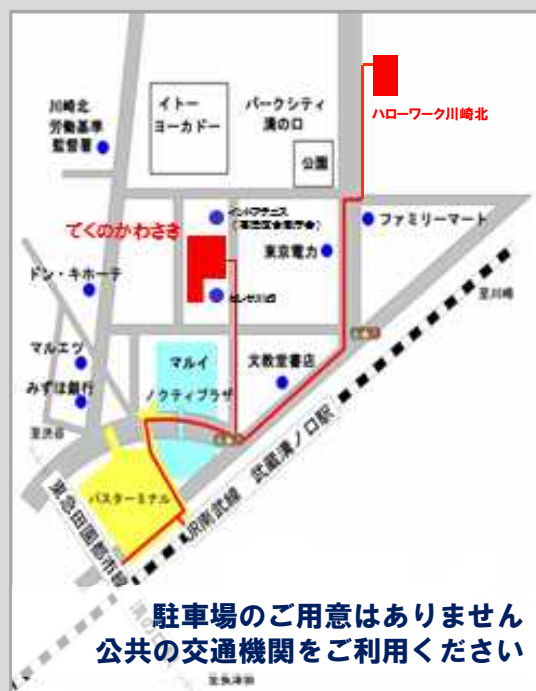 ハローワーク川崎北
川崎北
労働基準
監督署
イトー
ヨーカドー
パークシティ
溝の口
公園
てくのかわさき
ファミリーマート
東京電力
ドン・キホーテ
至川崎
マルエツ
みずほ銀行
マルイ
ノクティプラザ
文教堂書店
至渋谷
バスターミナル
東急田園都市線
JR南武線 武蔵溝ノ口駅
駐車場のご用意はありません
公共の交通機関をご利用ください